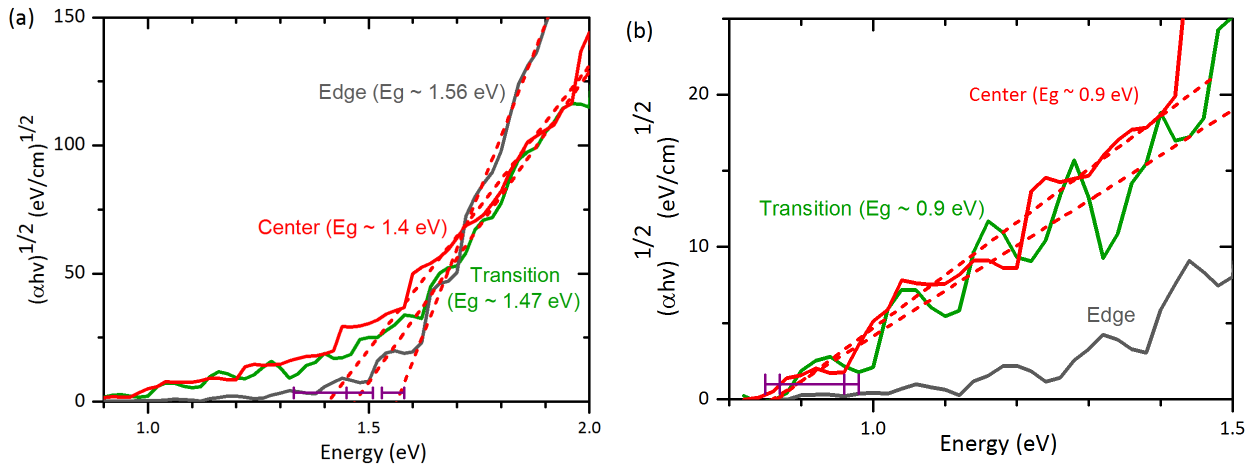 (a)
150
100
50
0
(αhν)1/2 (eV/cm)1/2
Edge (Eg ~ 1.56 eV)
Center (Eg ~ 1.4 eV)
Transition
(Eg ~ 1.47 eV)
1.0
1.5
2.0
Energy (eV)
(b)
20
10
0
(αhν) 1/2 (eV/cm) 1/2
Center (Eg ~ 0.9 eV)
Transition (Eg ~ 0.9 eV)
Edge
1.0
1.5
Energy (eV)